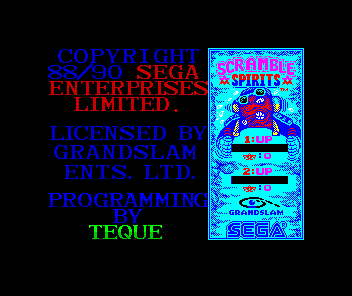 COPYRIGHT
88/90 SEGA
ENTERPRISES
LIMITED.
LICENSED BY
GRANDSLAM
ENTS. LTD.
PROGRAMMING
BY
TEQUE
SCRAMBLE
SPIRITS
1:UP
:0
2:UP
:0
GRANDSLAM
SEGA